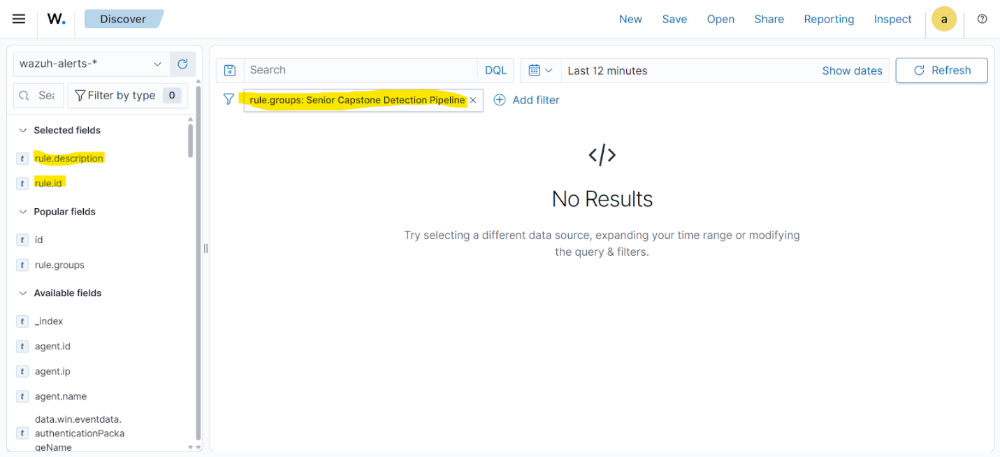 W. Discover New Save Open Share Reporting Inspect a
wazuh-alerts-*
Sea Filter by type 0
Selected fields
t rule.description
t rule.id
Popular fields
t id
t rule.groups
Available fields
t _index
t agent.id
t agent.ip
t agent.name
data.win.eventdata.
t authenticationPacka
geName
Search DQL Last 12 minutes Show dates Refresh
rule.groups: Senior Capstone Detection Pipeline × Add filter
</>
No Results
Try selecting a different data source, expanding your time range or modifying
the query & filters.